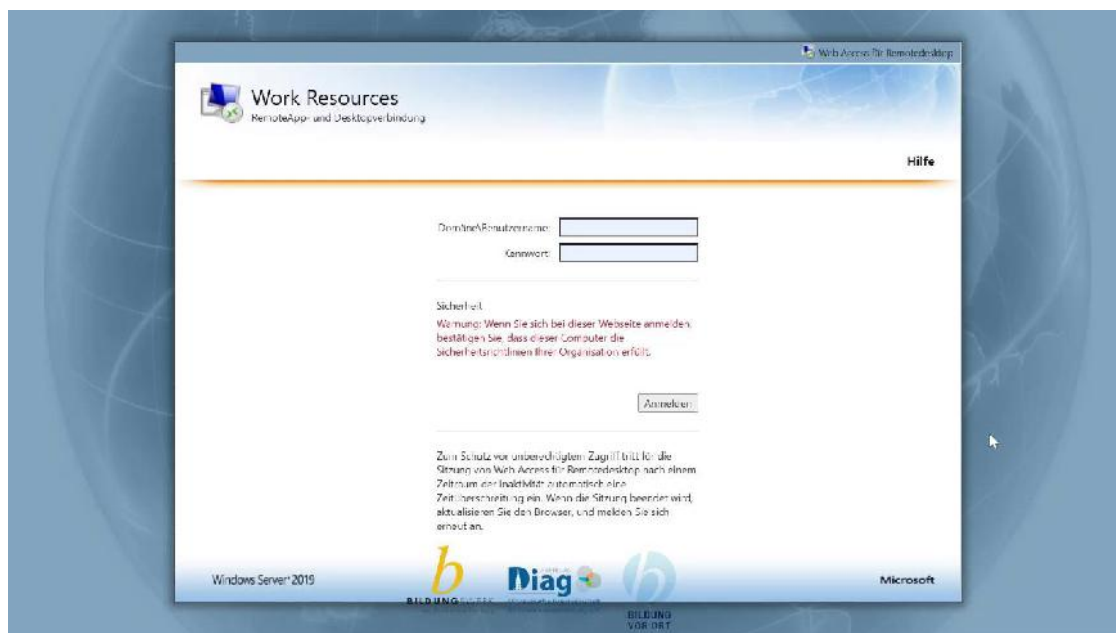 Web Access für Remotedesktop
Work Resources
RemoteApp- und Desktopverbindung
Hilfe
Domäne\Benutzername:
Kennwort:
Sicherheit
Warnung: Wenn Sie sich bei dieser Webseite anmelden,
bestätigen Sie, dass dieser Computer die
Sicherheitsrichtlinien Ihrer Organisation erfüllt.
Anmelden
Zum Schutz vor unberechtigtem Zugriff tritt für die
Sitzung von Web Access für Remotedesktop nach einem
Zeitraum der Inaktivität automatisch eine
Zeitüberschreitung ein. Wenn die Sitzung beendet wird,
aktualisieren Sie den Browser, und melden Sie sich
erneut an.
Windows Server 2019
b
BILDUNGSWERK
Diag
b
BILDUNG
VOR ORT
Microsoft